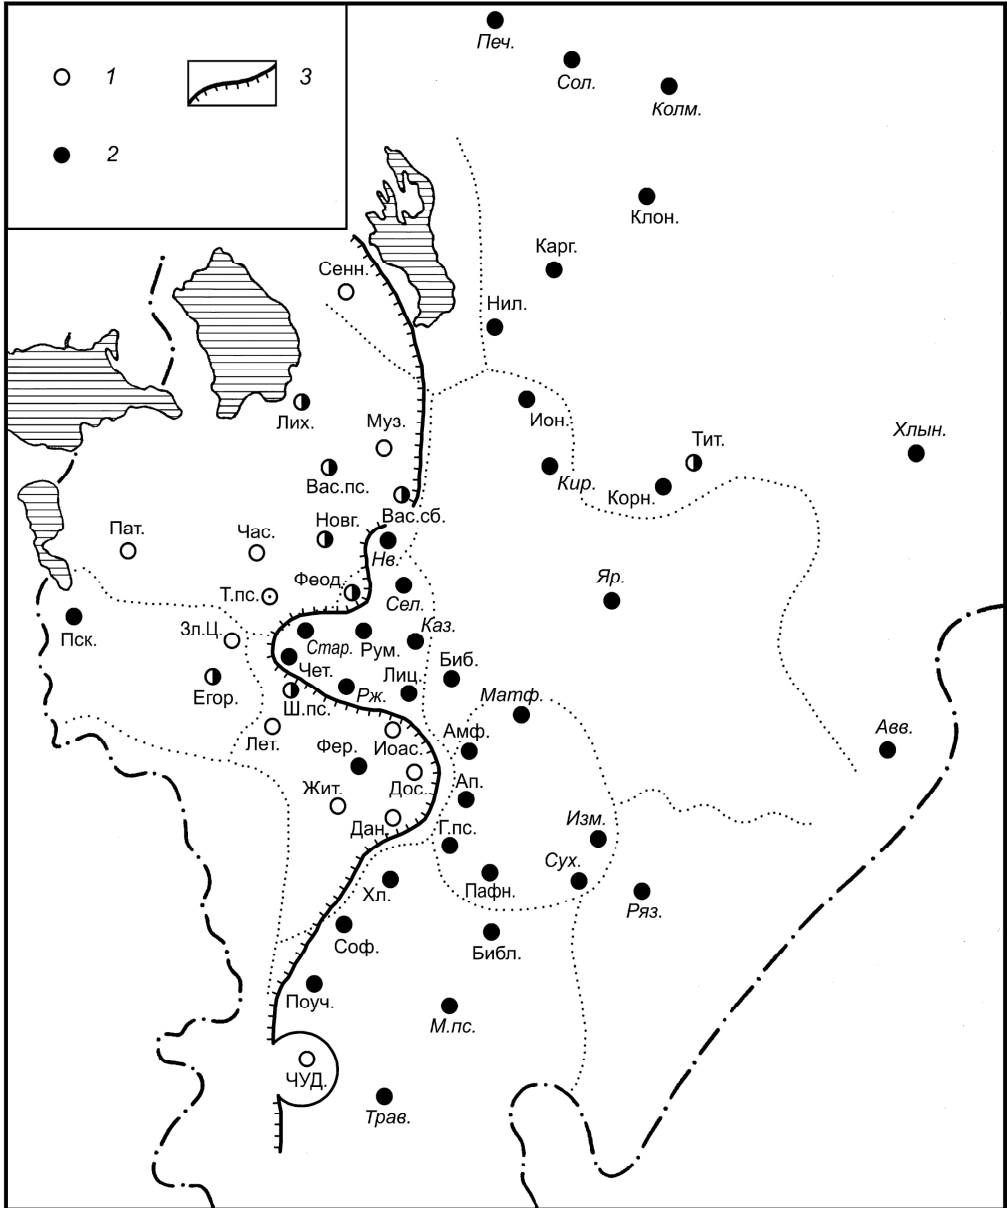 Печ.
1
3
Сол.
Колм.
2
Клон.
Карг.
Сенн.
Нил.
Лих.
Муз.
Ион.
Хлын.
Тит.
Кир.
Вас.пс.
Корн.
Вас.сб.
Новг.
Пат.
Час.
Нв.
Феод.
Яр.
Т.пс.
Сел.
Зл.Ц.
Каз.
Пск.
Стар.
Рум.
Чет.
Биб.
Лиц.
Рж.
Матф.
Егор.
Ш.пс.
Авв.
Амф.
Лет.
Фер.
Иоас.
Ап.
Жит.
Дос.
Изм.
Дан.
Г.пс.
Сух.
Хл.
Пафн.
Ряз.
Соф.
Библ.
Поуч.
М.пс.
ЧУД.
Трав.